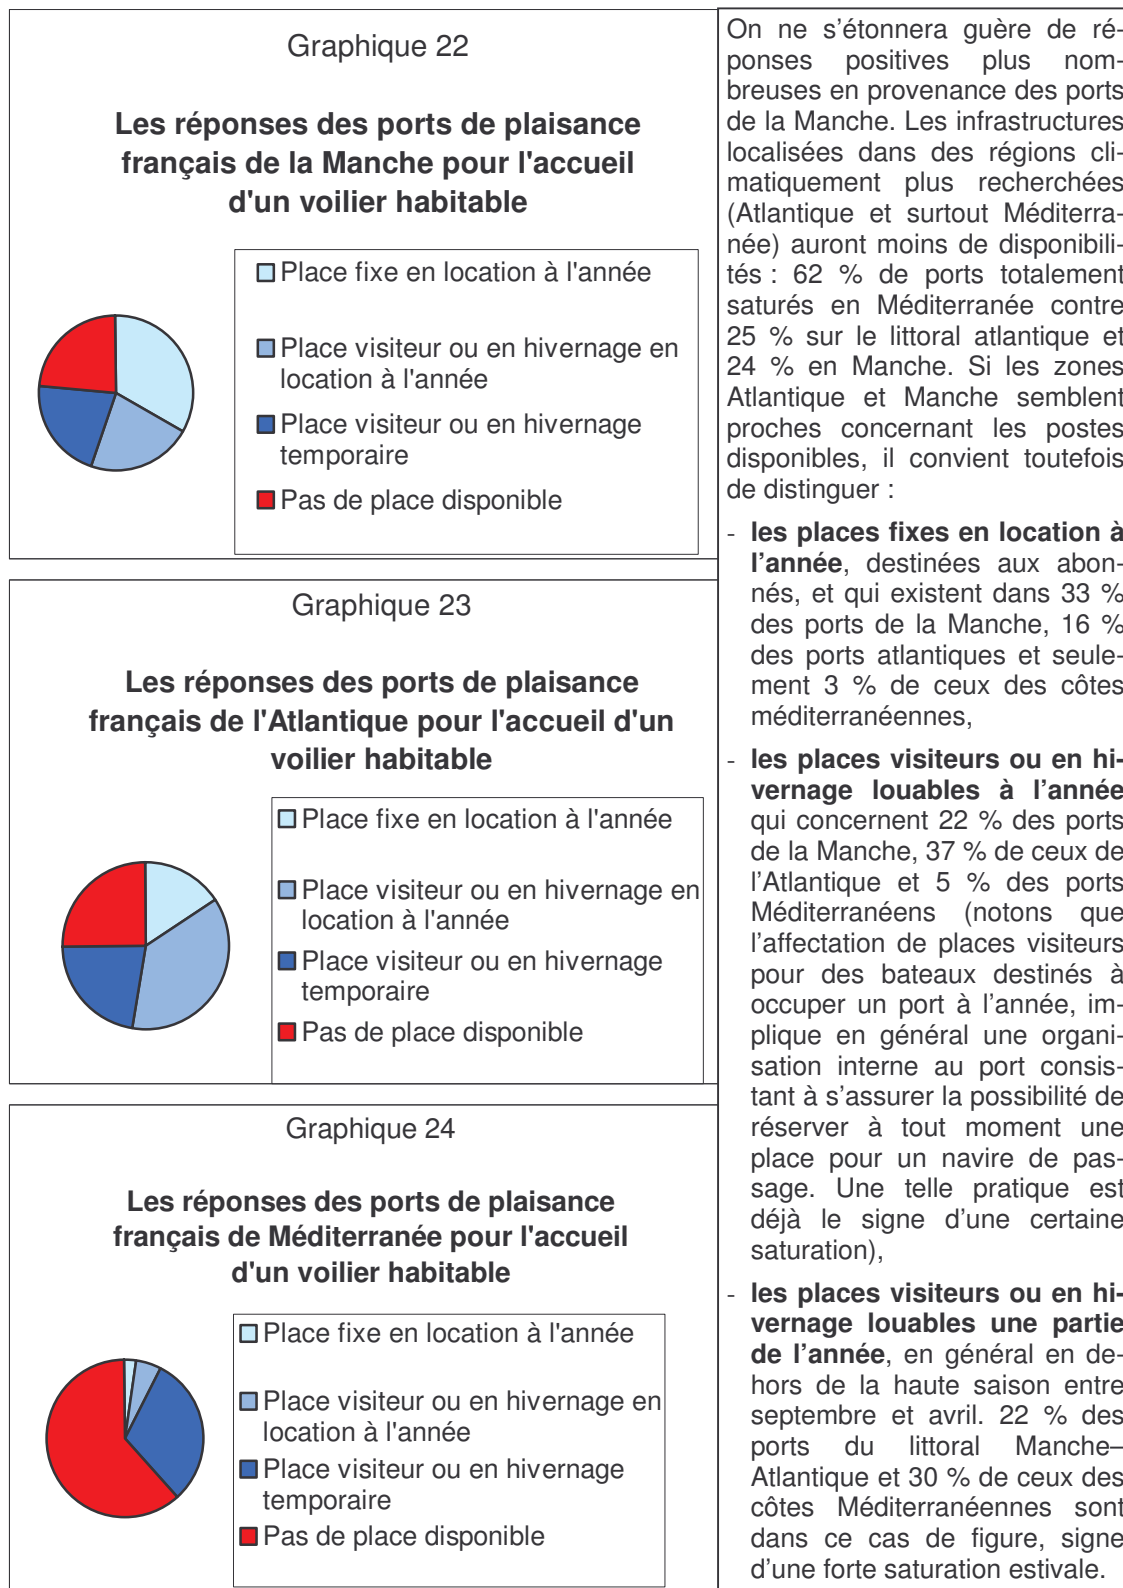 Graphique 22
Les réponses des ports de plaisance
français de la Manche pour l'accueil
d'un voilier habitable
Place fixe en location à l'année
Place visiteur ou en hivernage en
location à l'année
Place visiteur ou en hivernage
temporaire
Pas de place disponible
Graphique 23
Les réponses des ports de plaisance
français de l'Atlantique pour l'accueil d'un
voilier habitable
Place fixe en location à l'année
Place visiteur ou en hivernage en
location à l'année
Place visiteur ou en hivernage
temporaire
Pas de place disponible
Graphique 24
Les réponses des ports de plaisance
français de Méditerranée pour l'accueil
d'un voilier habitable
Place fixe en location à l'année
Place visiteur ou en hivernage en
location à l'année
Place visiteur ou en hivernage
temporaire
Pas de place disponible
On ne s’étonnera guère de ré-
ponses positives plus nom-
breuses en provenance des ports
de la Manche. Les infrastructures
localisées dans des régions cli-
matiquement plus recherchées
(Atlantique et surtout Méditerra-
née) auront moins de disponibili-
tés : 62 % de ports totalement
saturés en Méditerranée contre
25 % sur le littoral atlantique et
24 % en Manche. Si les zones
Atlantique et Manche semblent
proches concernant les postes
disponibles, il convient toutefois
de distinguer :
- les places fixes en location à
l’année, destinées aux abon-
nés, et qui existent dans 33 %
des ports de la Manche, 16 %
des ports atlantiques et seule-
ment 3 % de ceux des côtes
méditerranéennes,
- les places visiteurs ou en hi-
vernage louables à l’année
qui concernent 22 % des ports
de la Manche, 37 % de ceux de
l’Atlantique et 5 % des ports
Méditerranéens (notons que
l’affectation de places visiteurs
pour des bateaux destinés à
occuper un port à l’année, im-
plique en général une organi-
sation interne au port consis-
tant à s’assurer la possibilité de
réserver à tout moment une
place pour un navire de pas-
sage. Une telle pratique est
déjà le signe d’une certaine
saturation),
- les places visiteurs ou en hi-
vernage louables une partie
de l’année, en général en de-
hors de la haute saison entre
septembre et avril. 22 % des
ports du littoral Manche–
Atlantique et 30 % de ceux des
côtes Méditerranéennes sont
dans ce cas de figure, signe
d’une forte saturation estivale.